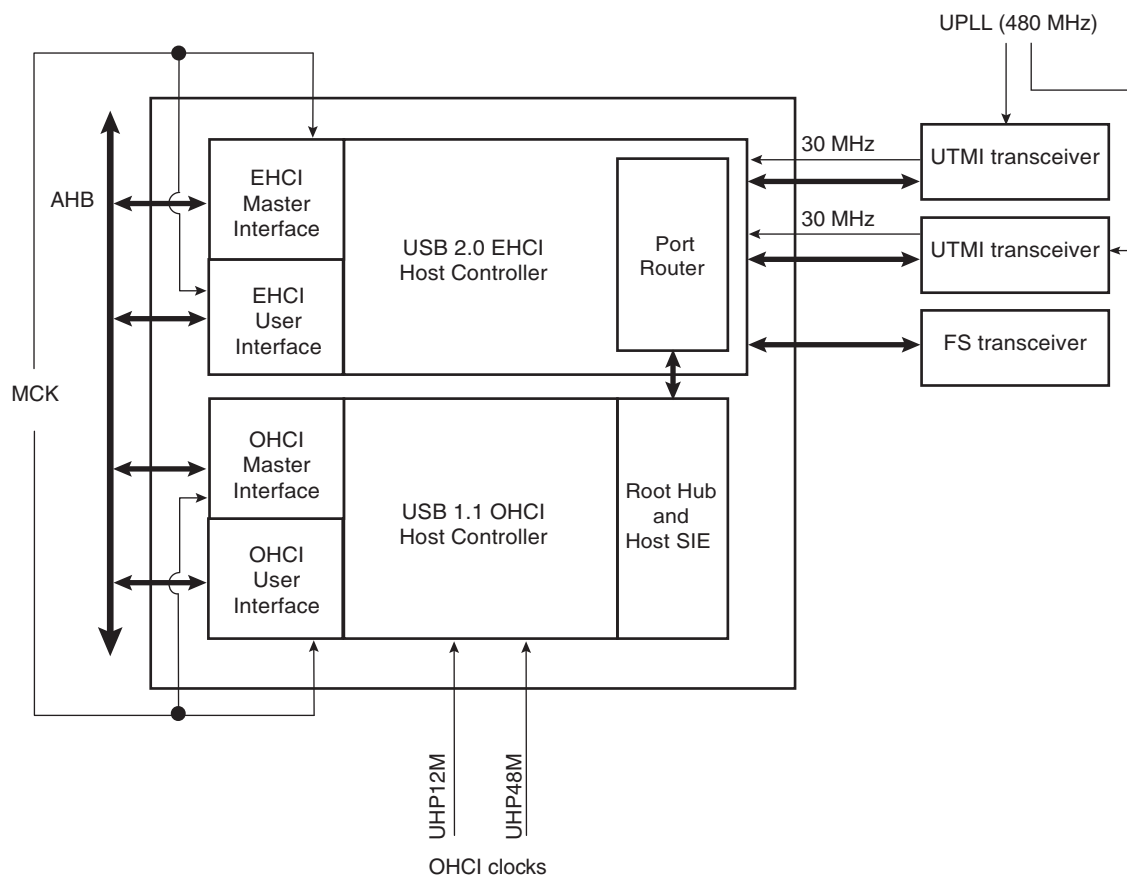 UPLL (480 MHz)
AHB
MCK
EHCI
Master
Interface
EHCI
User
Interface
USB 2.0 EHCI
Host Controller
Port
Router
30 MHz
UTMI transceiver
30 MHz
UTMI transceiver
FS transceiver
OHCI
Master
Interface
OHCI
User
Interface
USB 1.1 OHCI
Host Controller
Root Hub
and
Host SIE
UHP12M
UHP48M
OHCI clocks